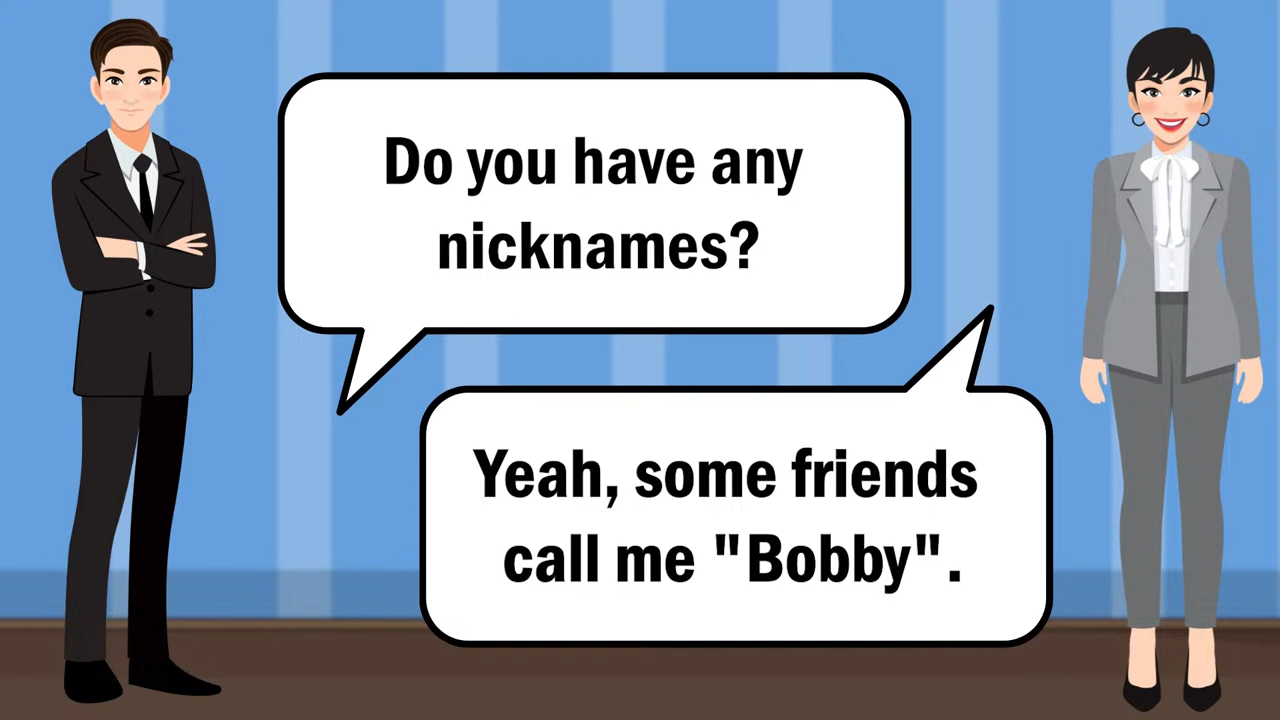 Do you have any
nicknames?
Yeah, some friends
call me "Bobby".